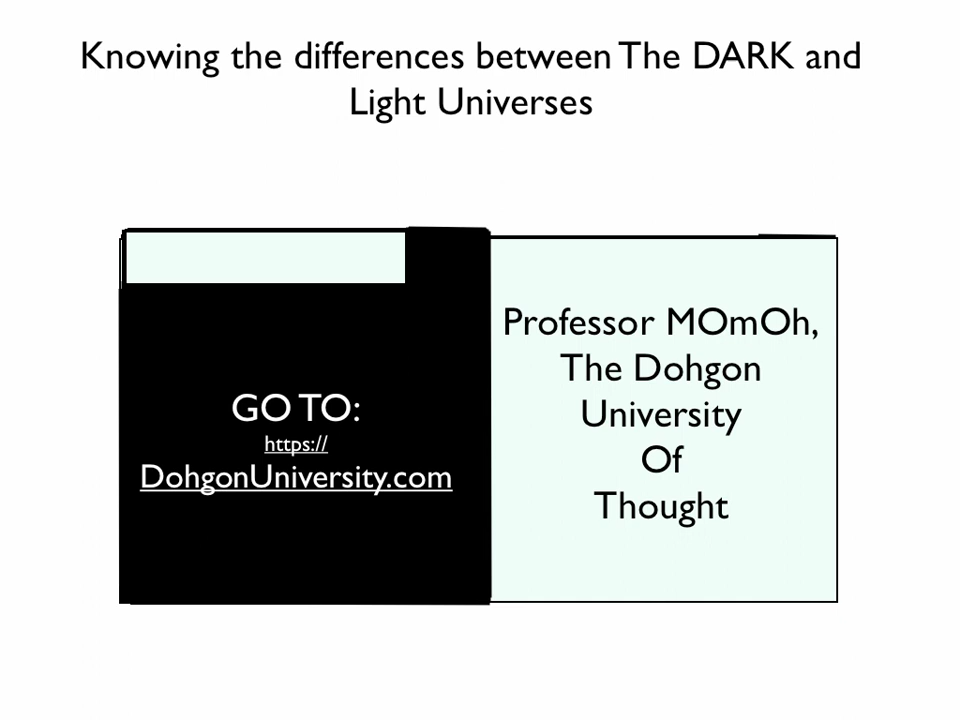 Knowing the differences between The DARK and
Light Universes
GO TO:
https://
DohgonUniversity.com
Professor MOmOh,
The Dohgon
University
Of
Thought